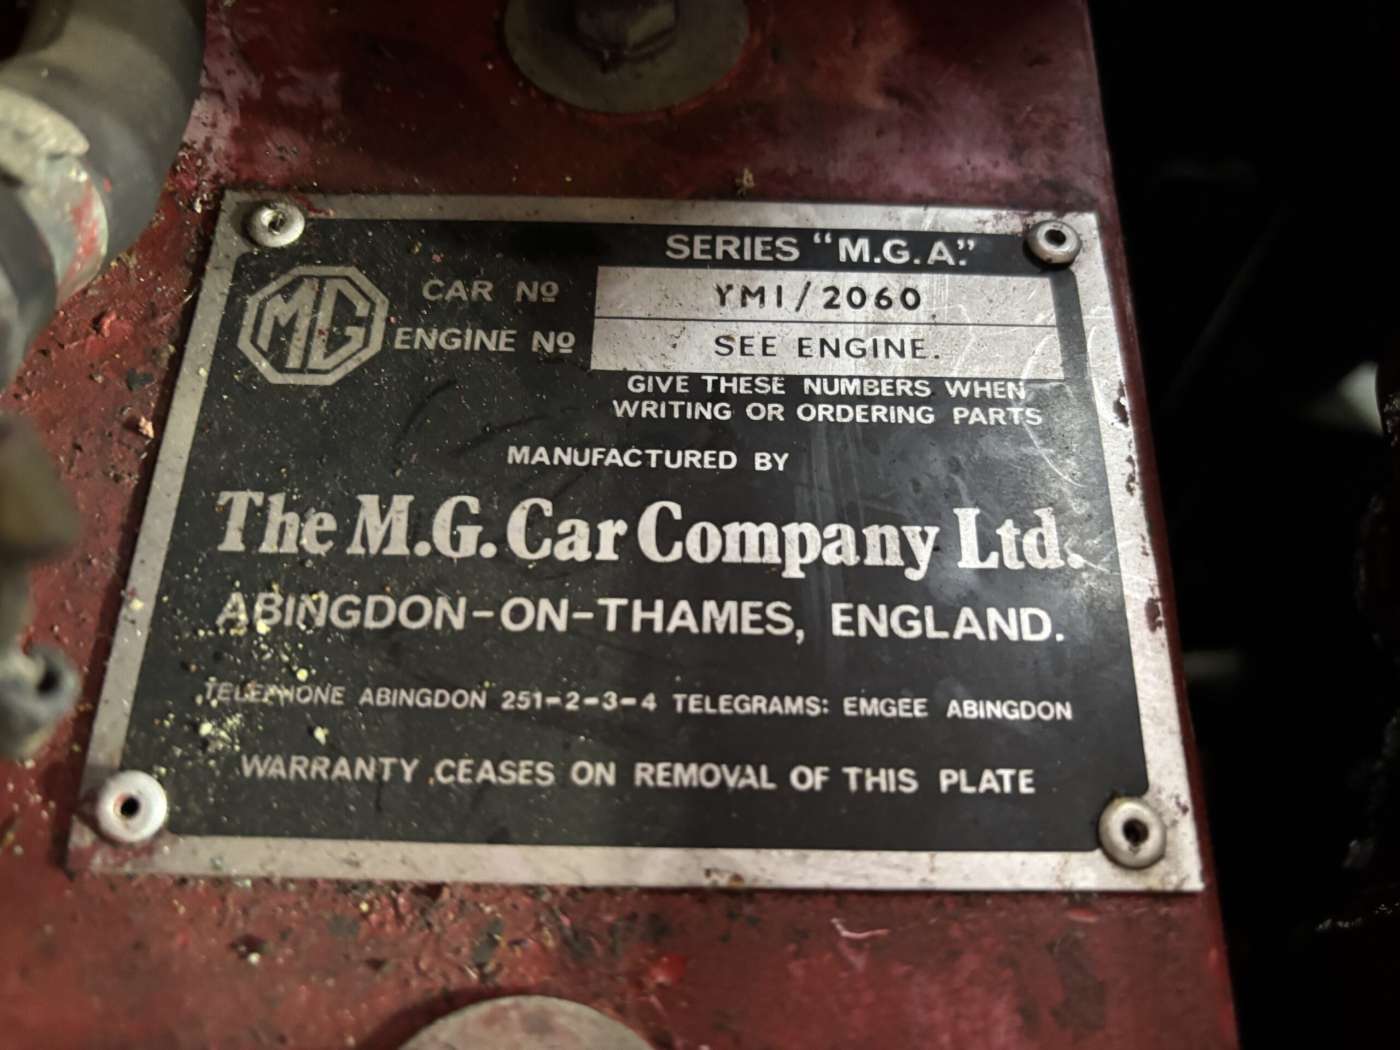 SERIES “M.G.A.”
MG
CAR Nº YM1/2060
ENGINE Nº SEE ENGINE.
GIVE THESE NUMBERS WHEN
WRITING OR ORDERING PARTS
MANUFACTURED BY
The M.G. Car Company Ltd.
ABINGDON-ON-THAMES, ENGLAND.
TELEPHONE ABINGDON 251-2-3-4 TELEGRAMS: EMGEE ABINGDON
WARRANTY CEASES ON REMOVAL OF THIS PLATE